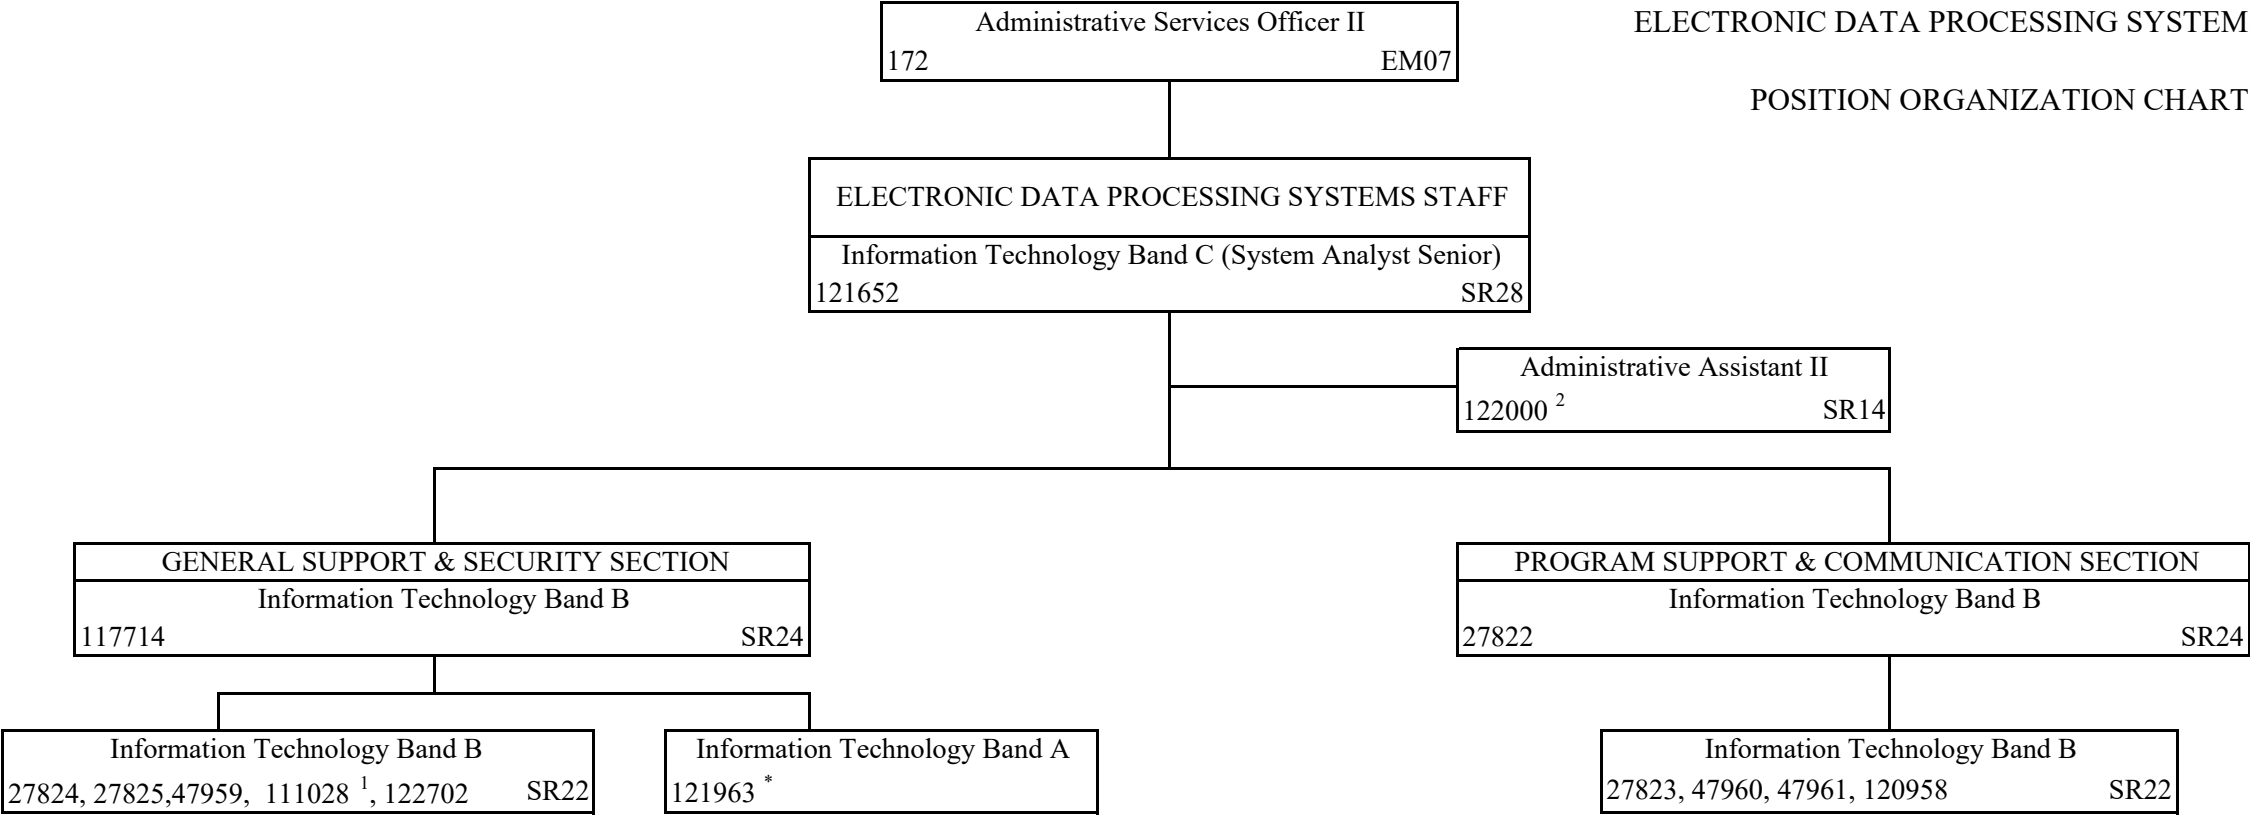 Administrative Services Officer II
172 EM07
ELECTRONIC DATA PROCESSING SYSTEM
POSITION ORGANIZATION CHART
ELECTRONIC DATA PROCESSING SYSTEMS STAFF
Information Technology Band C (System Analyst Senior)
121652 SR28
Administrative Assistant II
122000 2 SR14
GENERAL SUPPORT & SECURITY SECTION
Information Technology Band B
117714 SR24
PROGRAM SUPPORT & COMMUNICATION SECTION
Information Technology Band B
27822 SR24
Information Technology Band B
27824, 27825,47959, 111028 1, 122702 SR22
Information Technology Band A
121963 *
Information Technology Band B
27823, 47960, 47961, 120958 SR22